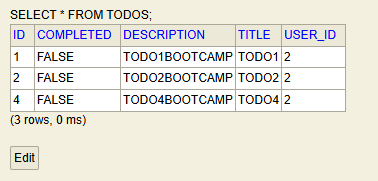 SELECT * FROM TODOS;
ID COMPLETED DESCRIPTION TITLE USER_ID
1 FALSE TODO1BOOTCAMP TODO1 2
2 FALSE TODO2BOOTCAMP TODO2 2
4 FALSE TODO4BOOTCAMP TODO4 2
(3 rows, 0 ms)
Edit